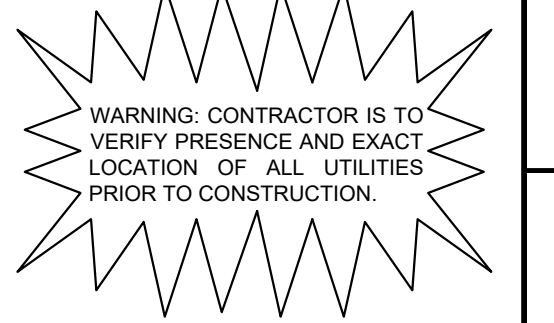 WARNING: CONTRACTOR IS TO
VERIFY PRESENCE AND EXACT
LOCATION OF ALL UTILITIES
PRIOR TO CONSTRUCTION.